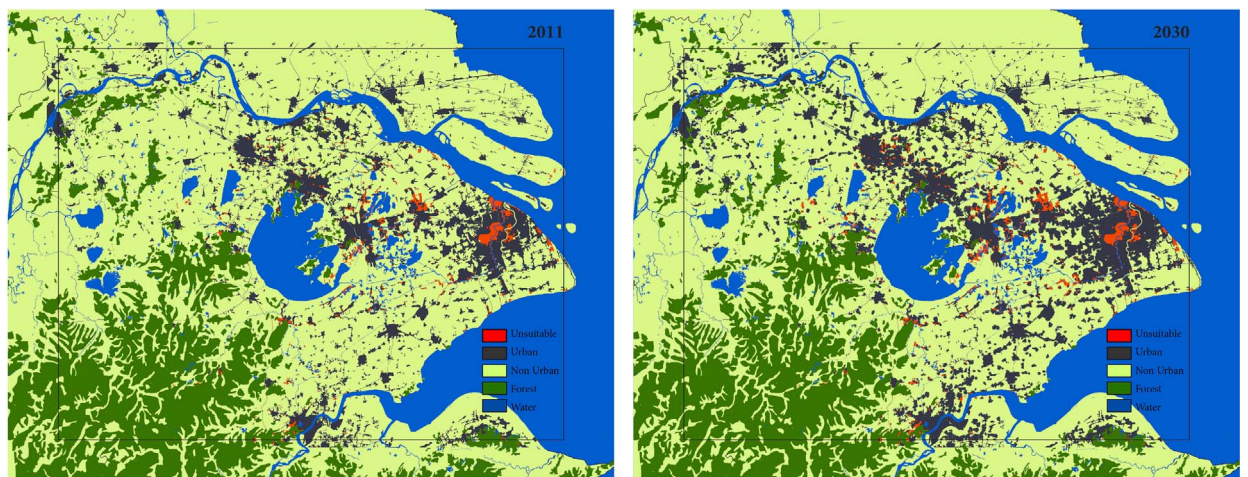 2011
Unsuitable
Urban
Non Urban
Forest
Water
2030
Unsuitable
Urban
Non Urban
Forest
Water